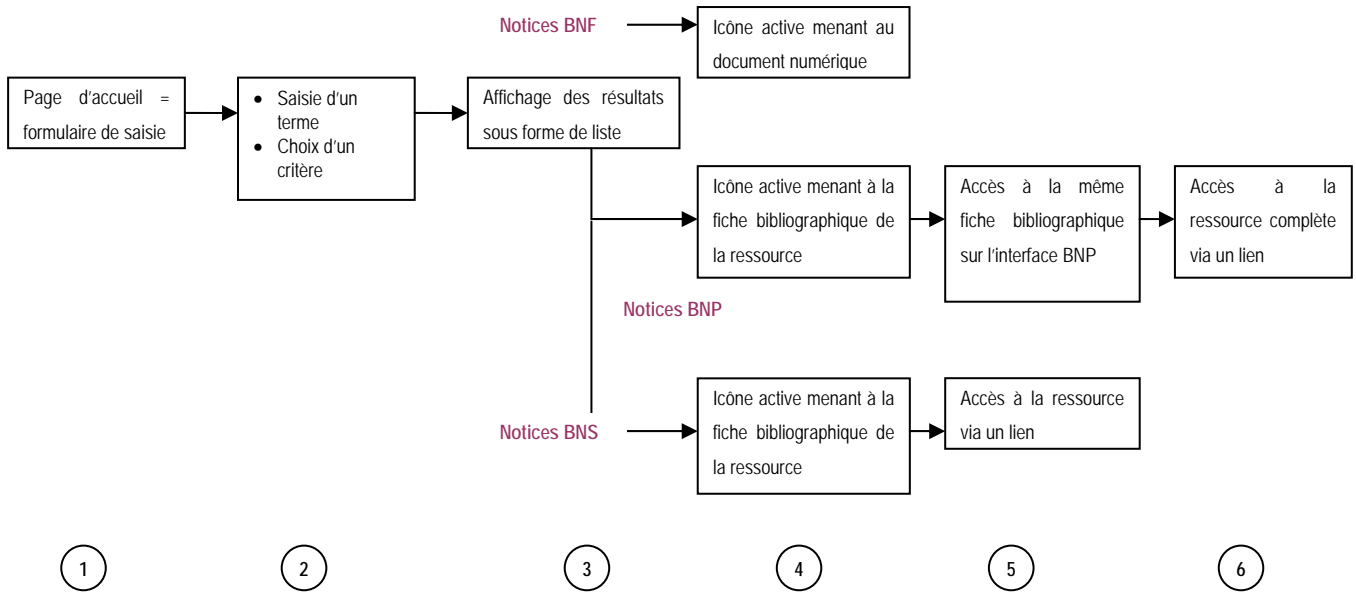 Notices BNF
Icône active menant au
document numérique
Page d'accueil =
formulaire de saisie
• Saisie d'un
terme
• Choix d'un
critère
Affichage des résultats
sous forme de liste
Icône active menant à la
fiche bibliographique de
la ressource
Accès à la même
fiche bibliographique
sur l'interface BNP
Accès à la
ressource complète
via un lien
Notices BNP
Notices BNS
Icône active menant à la
fiche bibliographique de
la ressource
Accès à la ressource
via un lien
1
2
3
4
5
6